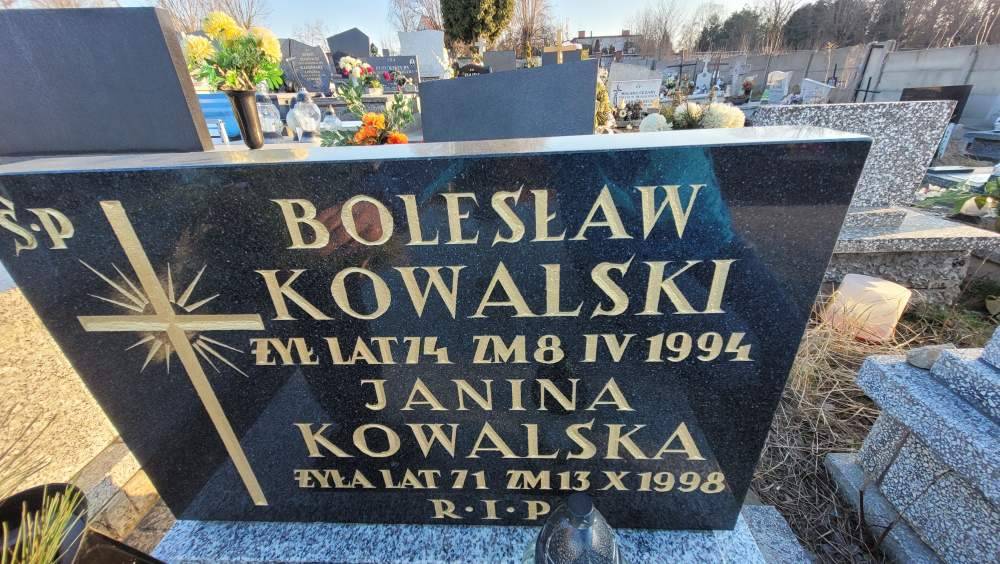 Ś.P
BOLESŁAW
KOWALSKI
ŻYŁ LAT 74 ZM 8 IV 1994
JANINA
KOWALSKA
ŻYŁA LAT 71 ZM 13 X 1998
R.I.P